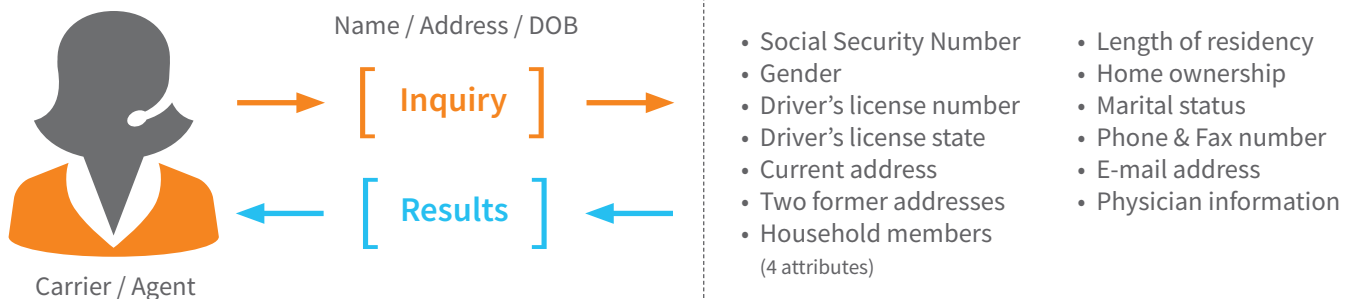 Name / Address / DOB
[ Inquiry ]
[ Results ]
Carrier / Agent
• Social Security Number
• Gender
• Driver’s license number
• Driver’s license state
• Current address
• Two former addresses
• Household members
(4 attributes)
• Length of residency
• Home ownership
• Marital status
• Phone & Fax number
• E-mail address
• Physician information